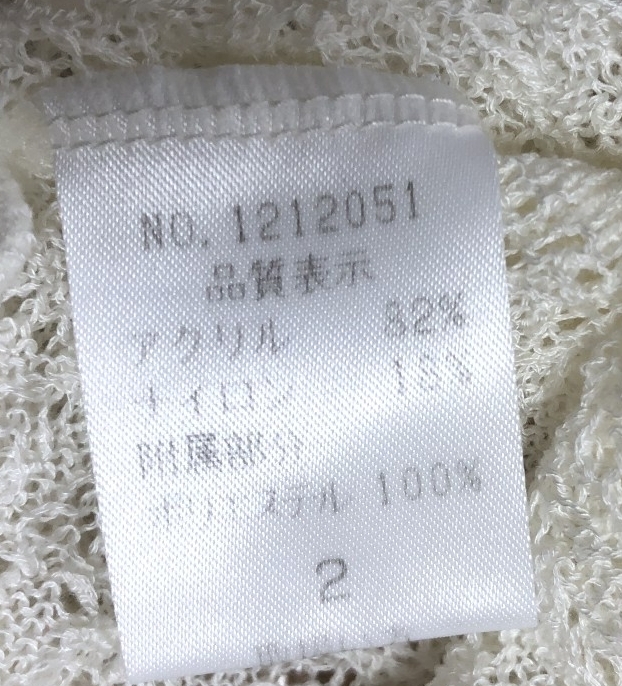 NO. 1212051
品質表示
アクリル 82%
ナイロン 18%
附属部分
ポリエステル 100%
2